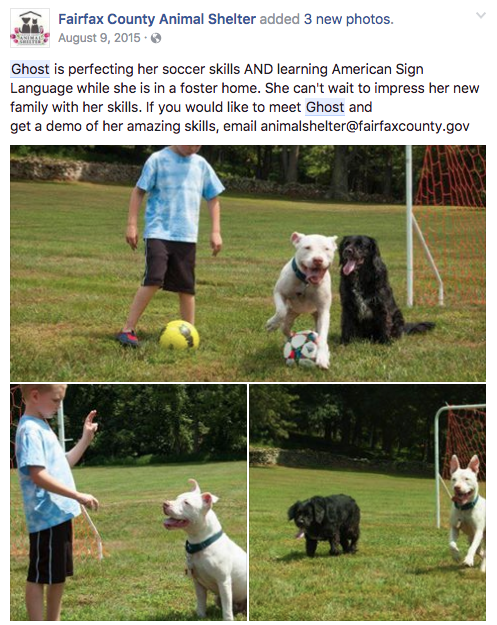 Fairfax County Animal Shelter added 3 new photos.
August 9, 2015 ·
Ghost is perfecting her soccer skills AND learning American Sign
Language while she is in a foster home. She can't wait to impress her new
family with her skills. If you would like to meet Ghost and
get a demo of her amazing skills, email animalshelter@fairfaxcounty.gov